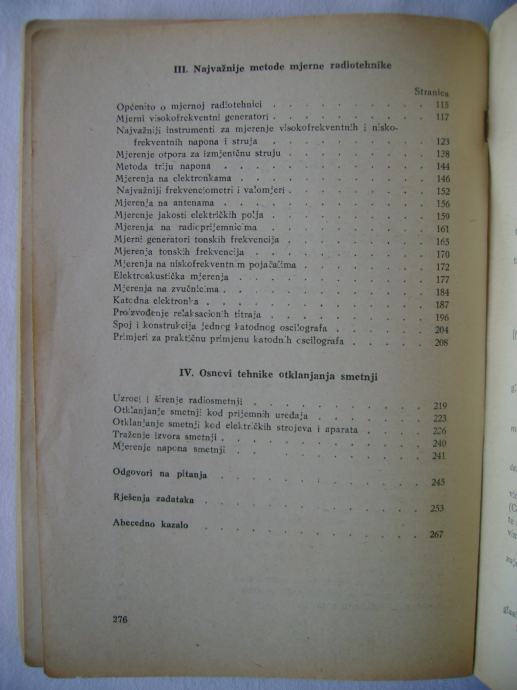 III. Najvažnije metode mjerne radiotehnike
Stranica
Općenito o mjernoj radiotehnici . . . . . . . . . 115
Mjerni visokofrekventni generatori . . . . . . . . . 117
Najvažniji instrumenti za mjerenje visokofrekventnih i nisko-
frekventnih napona i struja . . . . . . . . . 123
Mjerenje otpora za izmjeničnu struju . . . . . . . . 128
Metoda triju napona . . . . . . . . . . . 144
Mjerenja na elektronkama . . . . . . . . . . 146
Najvažniji frekvenciometri i valomjeri . . . . . . . . 152
Mjerenja na antenama . . . . . . . . . . . 156
Mjerenje jakosti električkih polja . . . . . . . . . 159
Mjerenja na radioprijemnicima . . . . . . . . . 161
Mjerni generatori tonskih frekvencija . . . . . . . . 165
Mjerenja tonskih frekvencija . . . . . . . . . 170
Mjerenja na niskofrekventnim pojačačima . . . . . . . 172
Elektroakustička mjerenja . . . . . . . . . . 177
Mjerenja na zvučnicima . . . . . . . . . . 184
Katodna elektronka . . . . . . . . . . . 187
Proizvođenje relaksacionih titraja . . . . . . . . 196
Spoj i konstrukcija jednog katodnog oscilografa . . . . . 204
Primjeri za praktičnu primjenu katodnih oscilografa . . . . 208
IV. Osnovi tehnike otklanjanja smetnji
Uzroci i širenje radiosmetnji . . . . . . . . . 219
Otklanjanje smetnji kod prijemnih uređaja . . . . . . 223
Otklanjanje smetnji kod električkih strojeva i aparata . . . . 226
Traženje izvora smetnji . . . . . . . . . . 240
Mjerenje napona smetnji . . . . . . . . . . 241
Odgovori na pitanja . . . . . . . . . . . 245
Rješenja zadataka . . . . . . . . . . . 253
Abecedno kazalo . . . . . . . . . . . 267
276